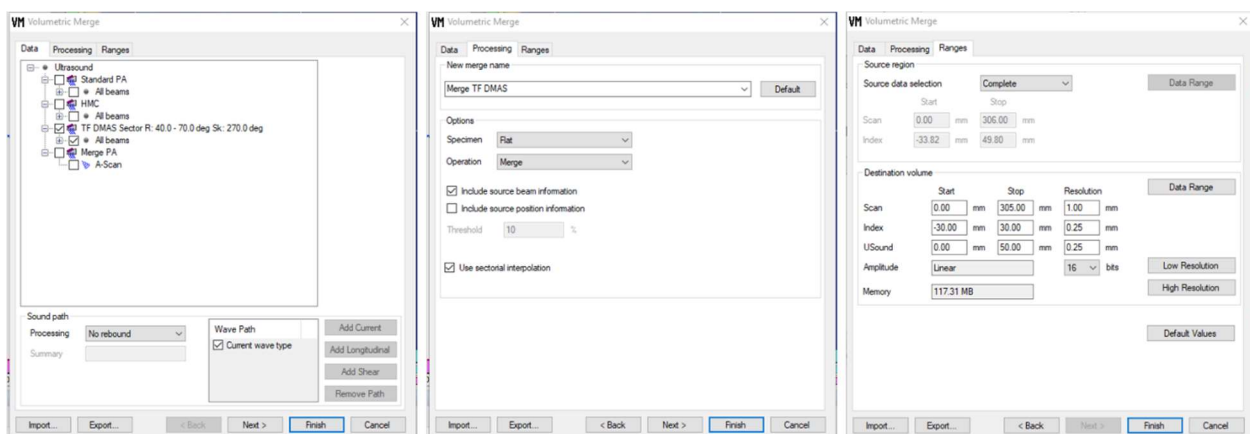 VM Volumetric Merge
Data Processing Ranges
Ultrasound
Standard PA
All beams
HMC
All beams
TF DMAS Sector R: 40.0 - 70.0 deg Sk: 270.0 deg
All beams
Merge PA
A-Scan
Sound path
Processing No rebound
Summary
Wave Path
Current wave type
Add Current
Add Longitudinal
Add Shear
Remove Path
Import... Export... < Back Next > Finish Cancel
VM Volumetric Merge
Data Processing Ranges
New merge name
Merge TF DMAS Default
Options
Specimen Flat
Operation Merge
Include source beam information
Include source position information
Threshold 10 %
Use sectorial interpolation
Import... Export... < Back Next > Finish Cancel
VM Volumetric Merge
Data Processing Ranges
Source region
Source data selection Complete Data Range
Start Stop
Scan 0.00 mm 306.00 mm
Index -33.82 mm 49.80 mm
Destination volume
Start Stop Resolution Data Range
Scan 0.00 mm 305.00 mm 1.00 mm
Index -30.00 mm 30.00 mm 0.25 mm
USound 0.00 mm 50.00 mm 0.25 mm
Amplitude Linear 16 bits Low Resolution
Memory 117.31 MB High Resolution
Default Values
Import... Export... < Back Next > Finish Cancel